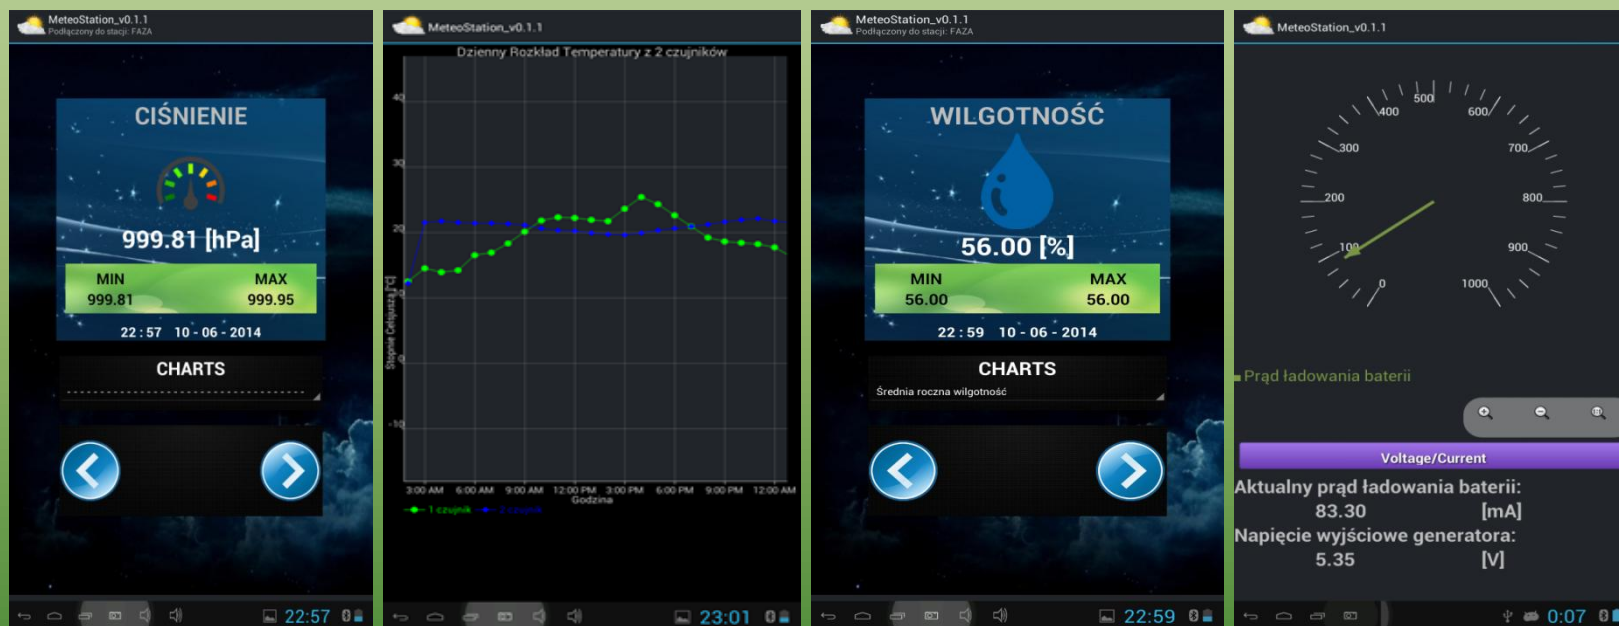 MeteoStation_v0.1.1
Podłączony do stacji: FAZA
CIŚNIENIE
999.81 [hPa]
MIN MAX
999.81 999.95
22 : 57 10 - 06 - 2014
CHARTS
22:57
MeteoStation_v0.1.1
Dzienny Rozkład Temperatury z 2 czujników
40
30
20
10
0
-10
Stopnie Celsjusza [°C]
3:00 AM 6:00 AM 9:00 AM 12:00 PM 3:00 PM 6:00 PM 9:00 PM 12:00 AM
Godzina
1 czujnik 2 czujnik
23:01
MeteoStation_v0.1.1
Podłączony do stacji: FAZA
WILGOTNOŚĆ
56.00 [%]
MIN MAX
56.00 56.00
22 : 59 10 - 06 - 2014
CHARTS
Średnia roczna wilgotność
22:59
MeteoStation_v0.1.1
0
100
200
300
400
500
600
700
800
900
1000
Prąd ładowania baterii
Voltage/Current
Aktualny prąd ładowania baterii:
83.30 [mA]
Napięcie wyjściowe generatora:
5.35 [V]
0:07